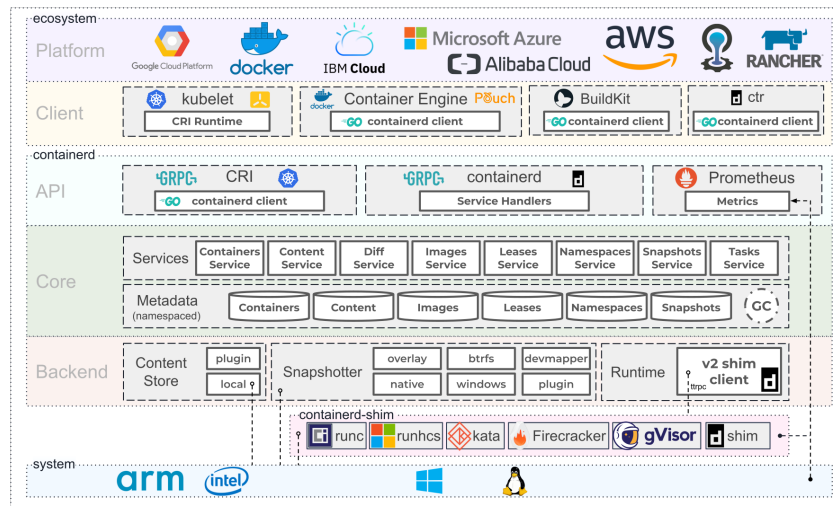 ecosystem
Platform
Google Cloud Platform
docker
IBM Cloud
Microsoft Azure
Alibaba Cloud
aws
RANCHER
Client
kubelet
CRI Runtime
docker
Container Engine
Pouch
GO containerd client
BuildKit
GO containerd client
ctr
GO containerd client
containerd
API
GRPC
CRI
GO containerd client
GRPC
containerd
Service Handlers
Prometheus
Metrics
Core
Services
Containers
Service
Content
Service
Diff
Service
Images
Service
Leases
Service
Namespaces
Service
Snapshots
Service
Tasks
Service
Metadata
(namespaced)
Containers
Content
Images
Leases
Namespaces
Snapshots
GC
Backend
Content
Store
plugin
local
Snapshotter
overlay
btrfs
devmapper
native
windows
plugin
Runtime
v2 shim
client
ttrpc
containerd-shim
runc
runhcs
kata
Firecracker
gVisor
shim
system
arm
intel